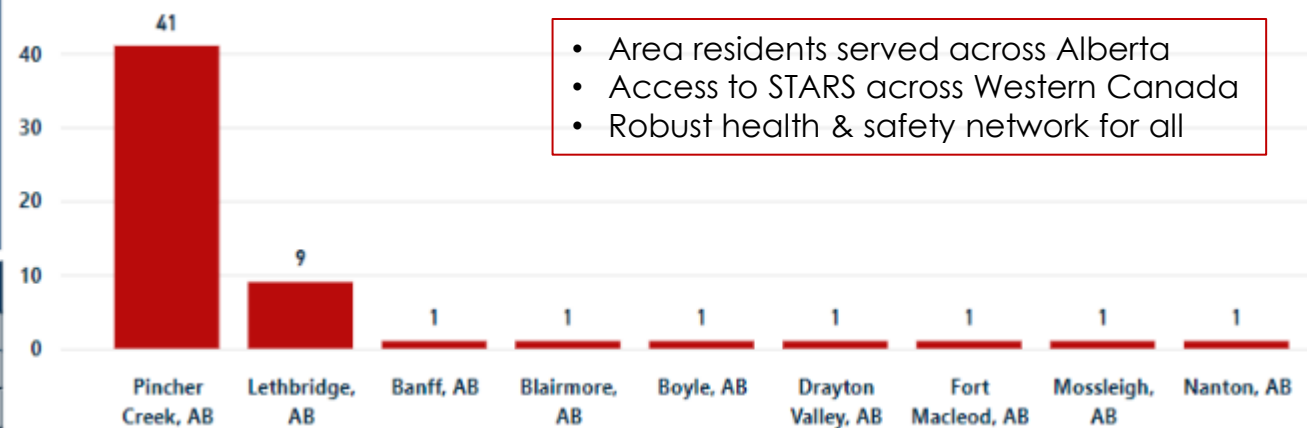 41
40
• Area residents served across Alberta
• Access to STARS across Western Canada
• Robust health & safety network for all
30
20
9
10
1 1 1 1 1 1 1
0
Pincher Lethbridge, Banff, AB Blairmore, Boyle, AB Drayton Fort Mossleigh, Nanton, AB
Creek, AB AB AB Valley, AB Macleod, AB AB